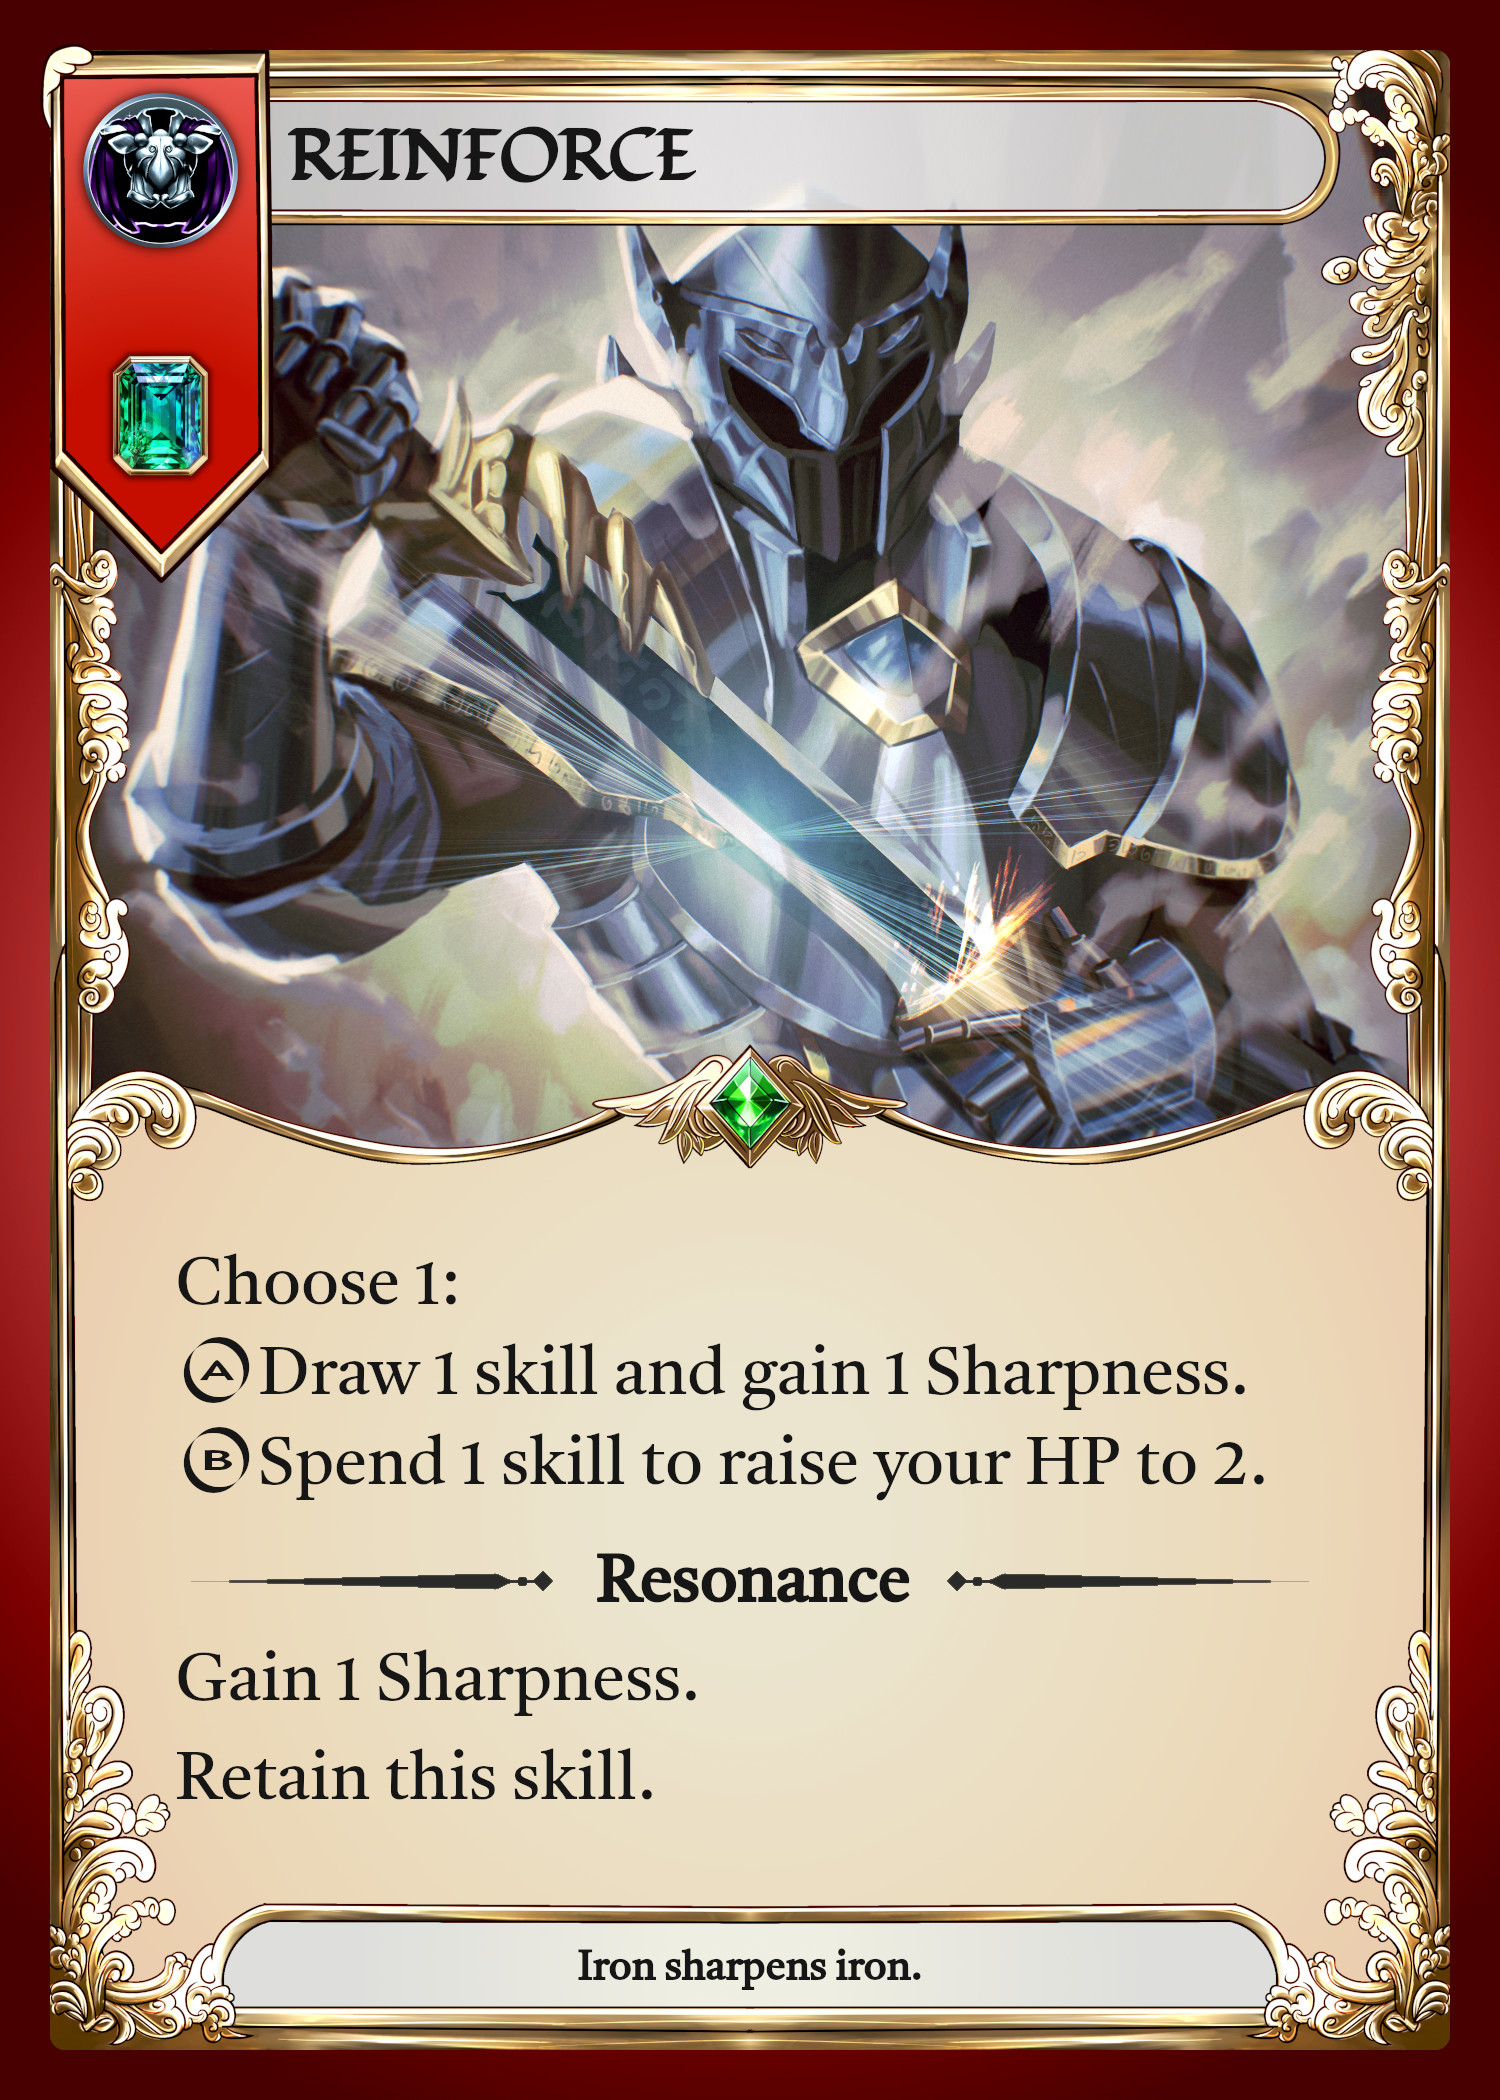 REINFORCE
Choose 1:
A Draw 1 skill and gain 1 Sharpness.
B Spend 1 skill to raise your HP to 2.
Resonance
Gain 1 Sharpness.
Retain this skill.
Iron sharpens iron.